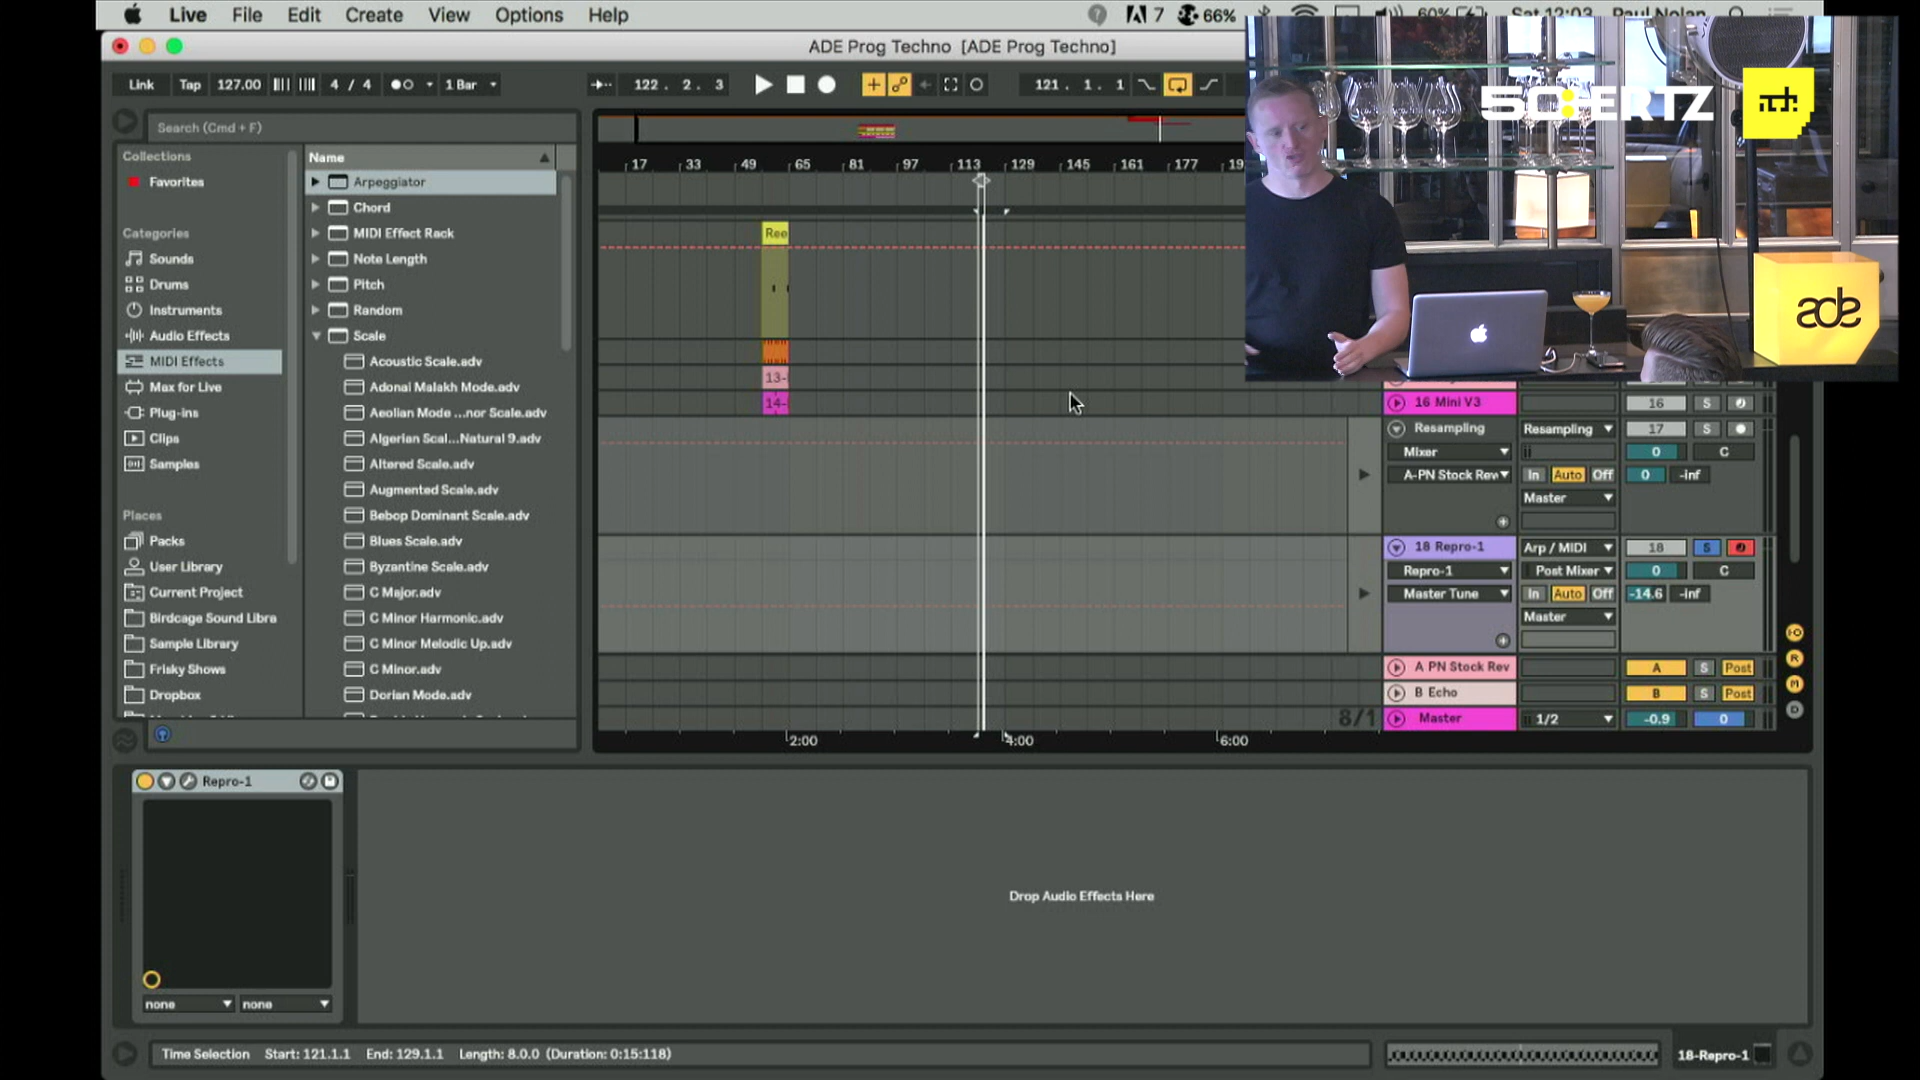 Live File Edit Create View Options Help
7 66% 60% Sat 12:03 Paul Nolan
ADE Prog Techno [ADE Prog Techno]
Link Tap 127.00 4 / 4 1 Bar
122 . 2 . 3
121 . 1 . 1
Search (Cmd + F)
Collections
Favorites
Categories
Sounds
Drums
Instruments
Audio Effects
MIDI Effects
Max for Live
Plug-ins
Clips
Samples
Places
Packs
User Library
Current Project
Birdcage Sound Libra
Sample Library
Frisky Shows
Dropbox
Name
Arpeggiator
Chord
MIDI Effect Rack
Note Length
Pitch
Random
Scale
Acoustic Scale.adv
Adonai Malakh Mode.adv
Aeolian Mode ...nor Scale.adv
Algerian Scal...Natural 9.adv
Altered Scale.adv
Augmented Scale.adv
Bebop Dominant Scale.adv
Blues Scale.adv
Byzantine Scale.adv
C Major.adv
C Minor Harmonic.adv
C Minor Melodic Up.adv
C Minor.adv
Dorian Mode.adv
17 33 49 65 81 97 113 129 145 161 177 19
Ree
13-
14-
16 Mini V3 16 S
Resampling Resampling 17 S
Mixer 0 C
A-PN Stock Rev In Auto Off 0 -inf
Master
18 Repro-1 Arp / MIDI 18 S
Repro-1 Post Mixer 0 C
Master Tune In Auto Off -14.6 -inf
Master
A PN Stock Rev A S Post
B Echo B S Post
8/1 Master 1/2 -0.9 0
2:00 4:00 6:00
R
M
D
Repro-1
none none
Drop Audio Effects Here
Time Selection Start: 121.1.1 End: 129.1.1 Length: 8.0.0 (Duration: 0:15:118)
18-Repro-1
ade